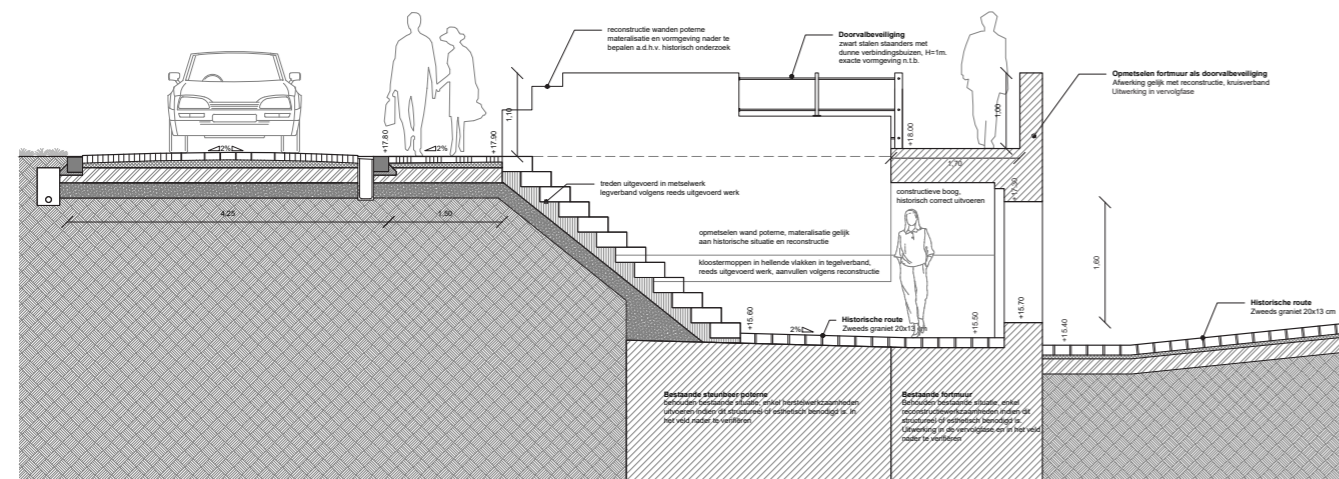 reconstructie wanden poterne
materalisatie en vormgeving nader te
bepalen a.d.h.v. historisch onderzoek
Doorvalbeveiliging
zwart stalen staanders met
dunne verbindingsbuizen, H=1m.
exacte vormgeving n.t.b.
Opmetselen fortmuur als doorvalbeveiliging
Afwerking gelijk met reconstructie, kruisverband
Uitwerking in vervolgfase
1,10
1,00
+17.80
+17.90
+18.00
2%
2%
1,70
treden uitgevoerd in metselwerk
legverband volgens reeds uitgevoerd werk
constructieve boog,
historisch correct uitvoeren
+17.30
4,25
1,50
opmetselen wand poterne, materalisatie gelijk
aan historische situatie en reconstructie
kloostermoppen in hellende vlakken in tegelverband,
reeds uitgevoerd werk, aanvullen volgens reconstructie
1,60
+15.60
2%
Historische route
Zweeds graniet 20x13 cm
+15.50
+15.70
+15.40
Historische route
Zweeds graniet 20x13 cm
Bestaande steunbeer poterne
behouden bestaande situatie, enkel herstelwerkzaamheden
uitvoeren indien dit structureel of esthetisch benodigd is. In
het veld nader te verifiëren
Bestaande fortmuur
Behouden bestaande situatie, enkel
reconstructiewerkzaamheden indien dit
structureel of esthetisch benodigd is.
Uitwerking in de vervolgfase en in het veld
nader te verifiëren